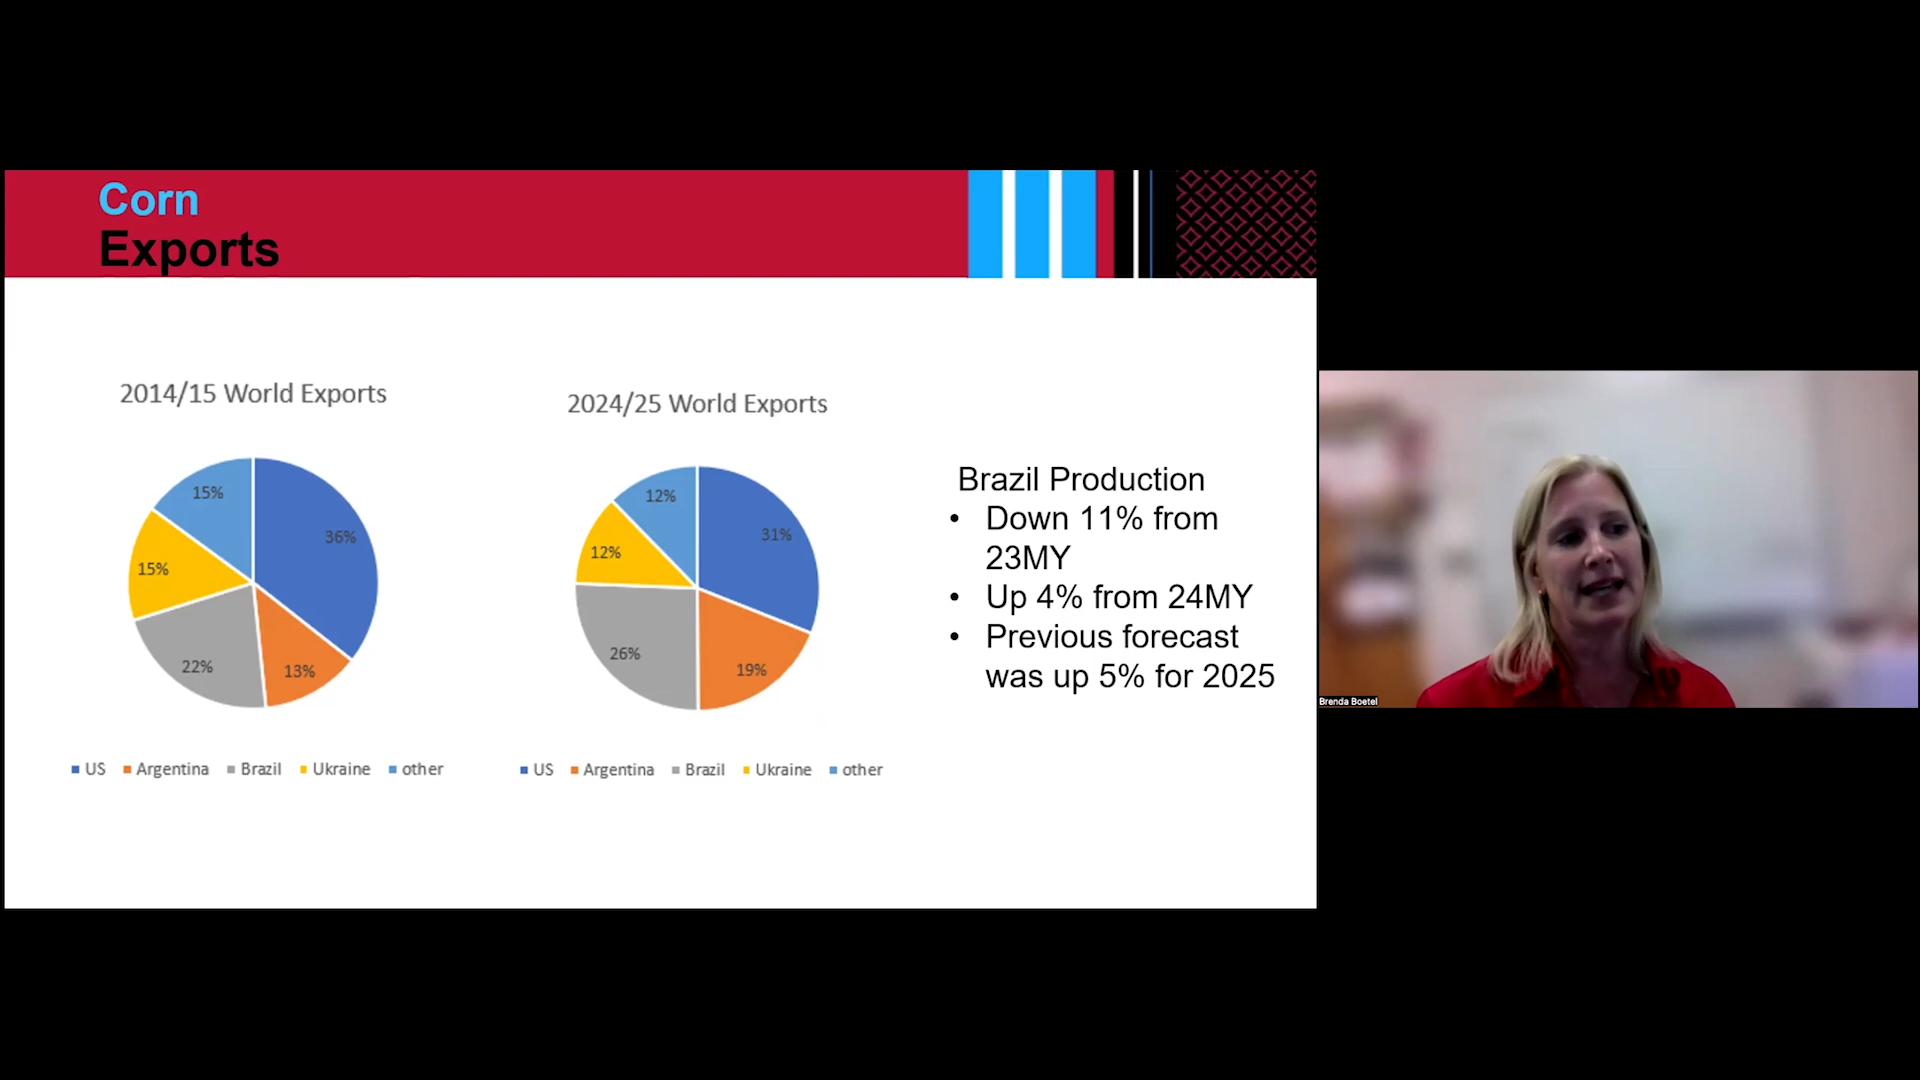 Corn
Exports
2014/15 World Exports
15%
36%
15%
22%
13%
US Argentina Brazil Ukraine other
2024/25 World Exports
12%
31%
12%
26%
19%
US Argentina Brazil Ukraine other
Brazil Production
• Down 11% from
23MY
• Up 4% from 24MY
• Previous forecast
was up 5% for 2025
Brenda Boetel